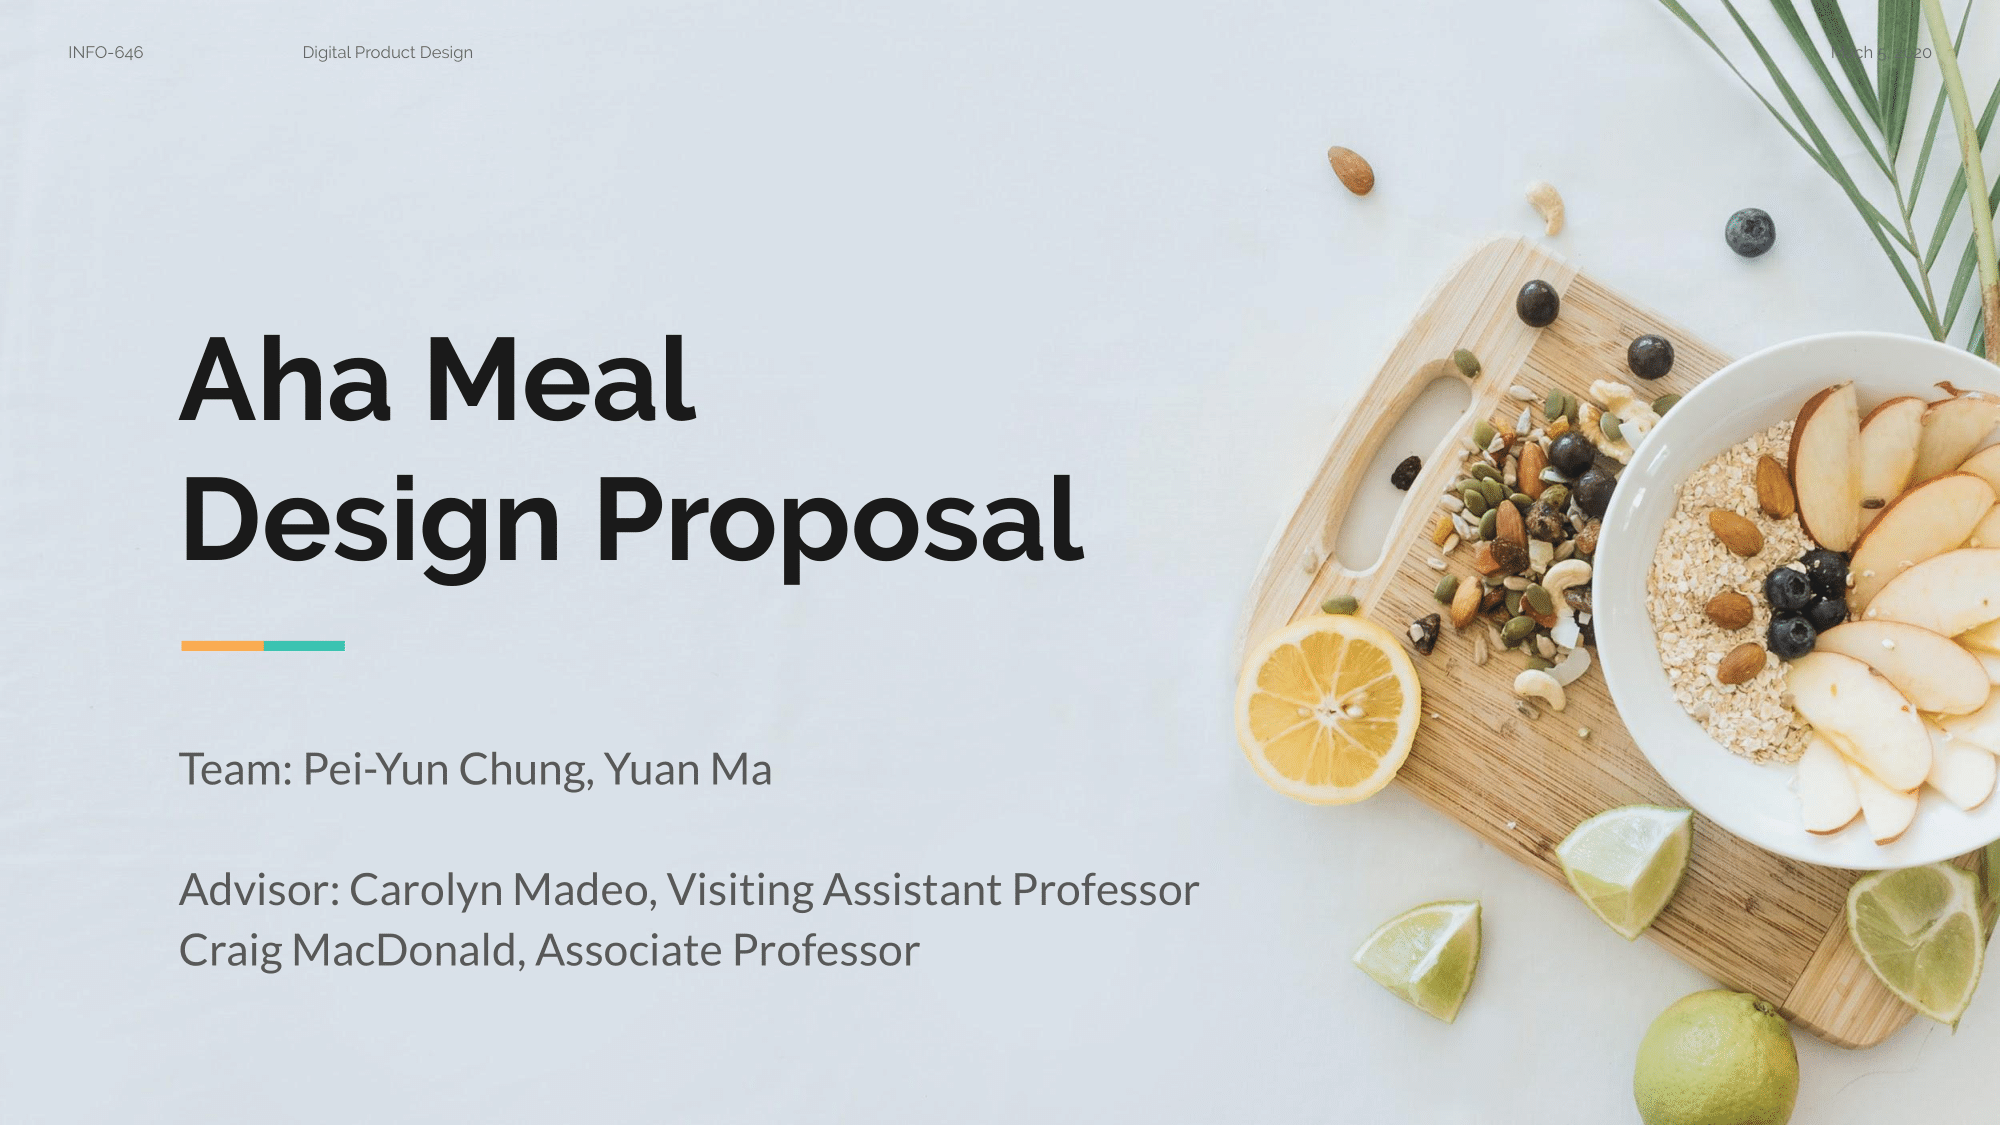 INFO-646
Digital Product Design
Aha Meal
Design Proposal
Team: Pei-Yun Chung, Yuan Ma
Advisor: Carolyn Madeo, Visiting Assistant Professor
Craig MacDonald, Associate Professor